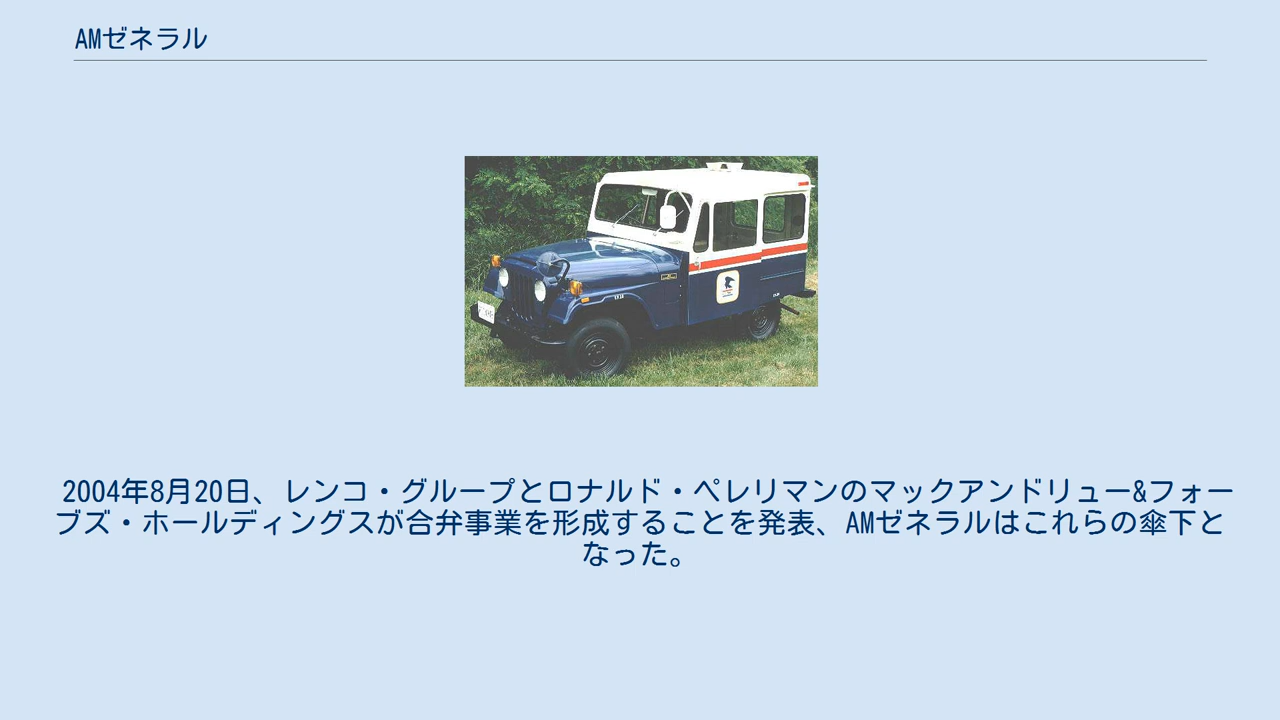 AMゼネラル
2004年8月20日、レンコ・グループとロナルド・ペレリマンのマックアンドリュー&フォー
ブズ・ホールディングスが合弁事業を形成することを発表、AMゼネラルはこれらの傘下と
なった。